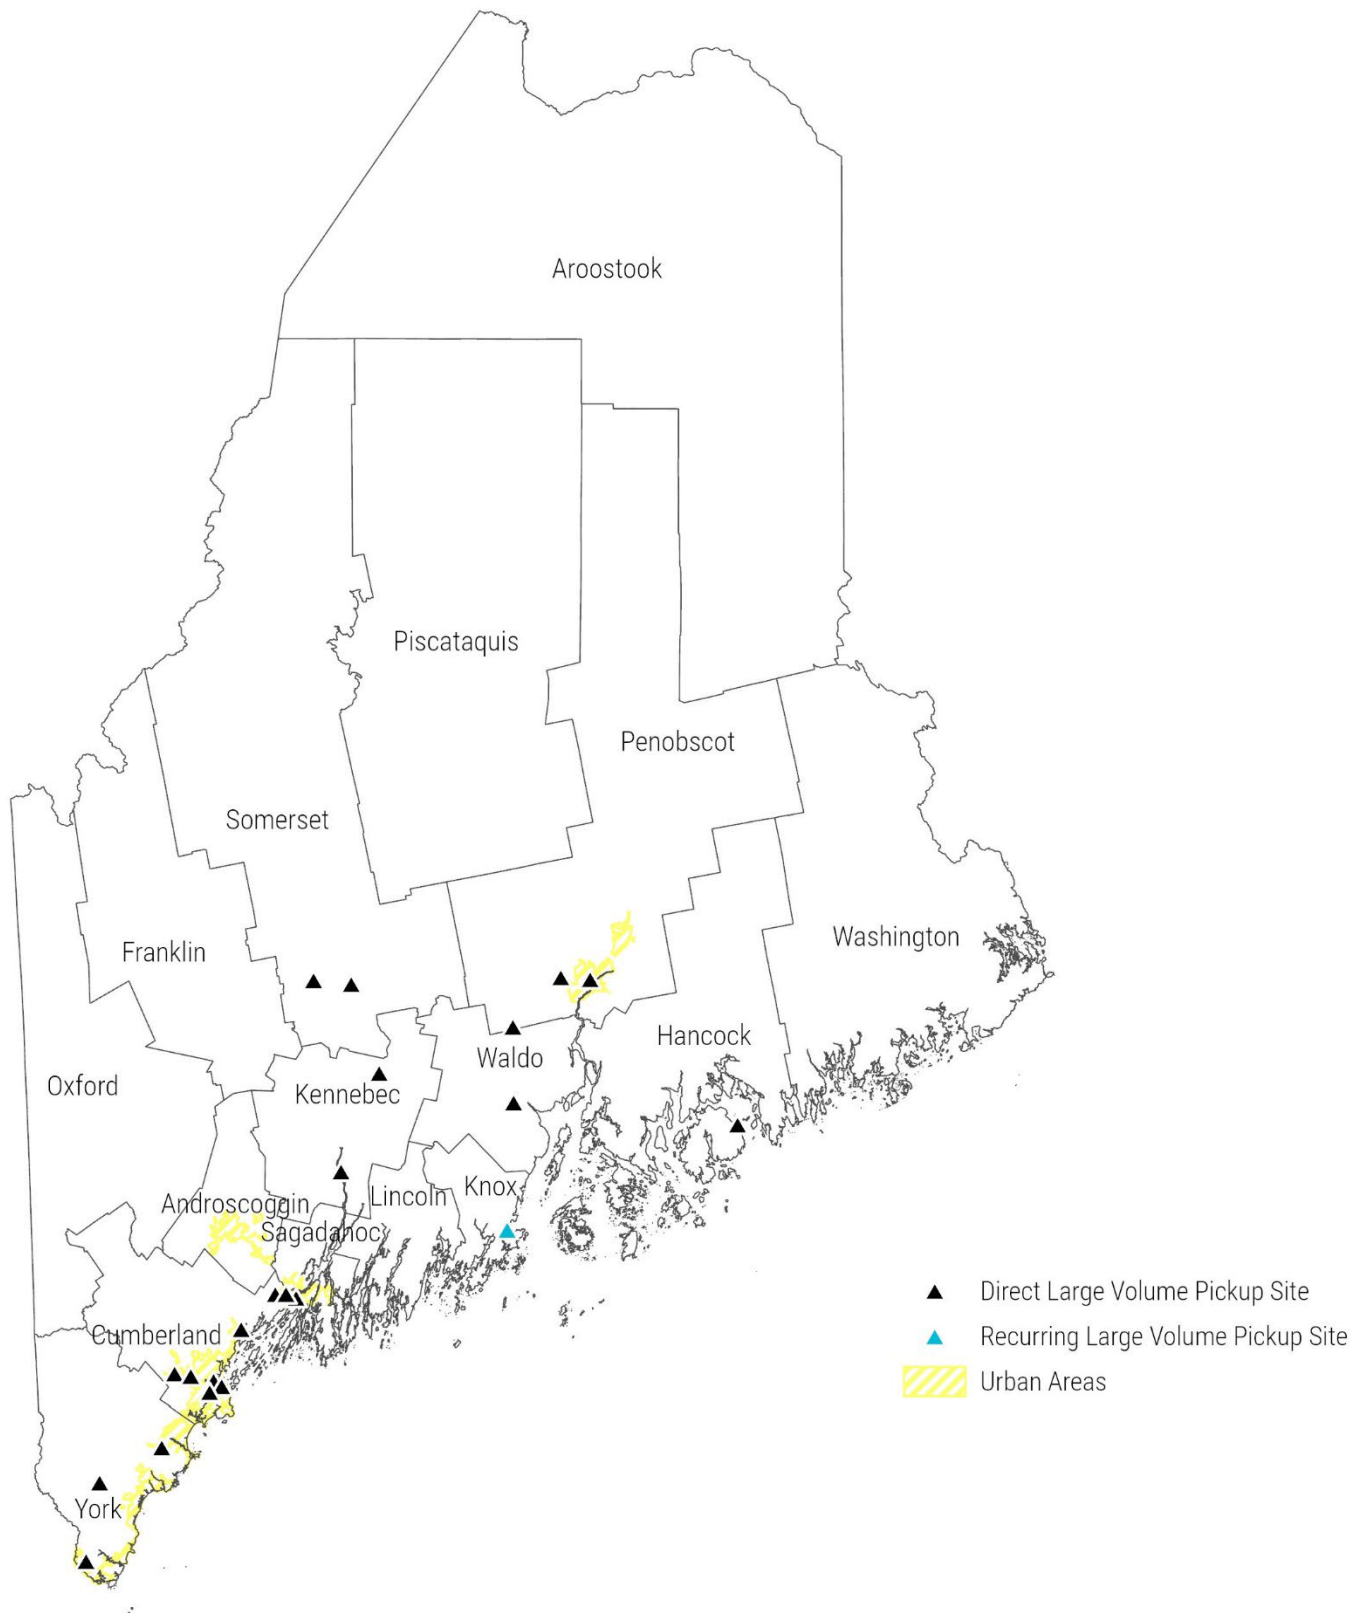 Aroostook
Piscataquis
Penobscot
Somerset
Franklin
Washington
Hancock
Waldo
Oxford
Kennebec
Knox
Lincoln
Androscoggin
Sagadahoc
Direct Large Volume Pickup Site
Recurring Large Volume Pickup Site
Urban Areas
Cumberland
York